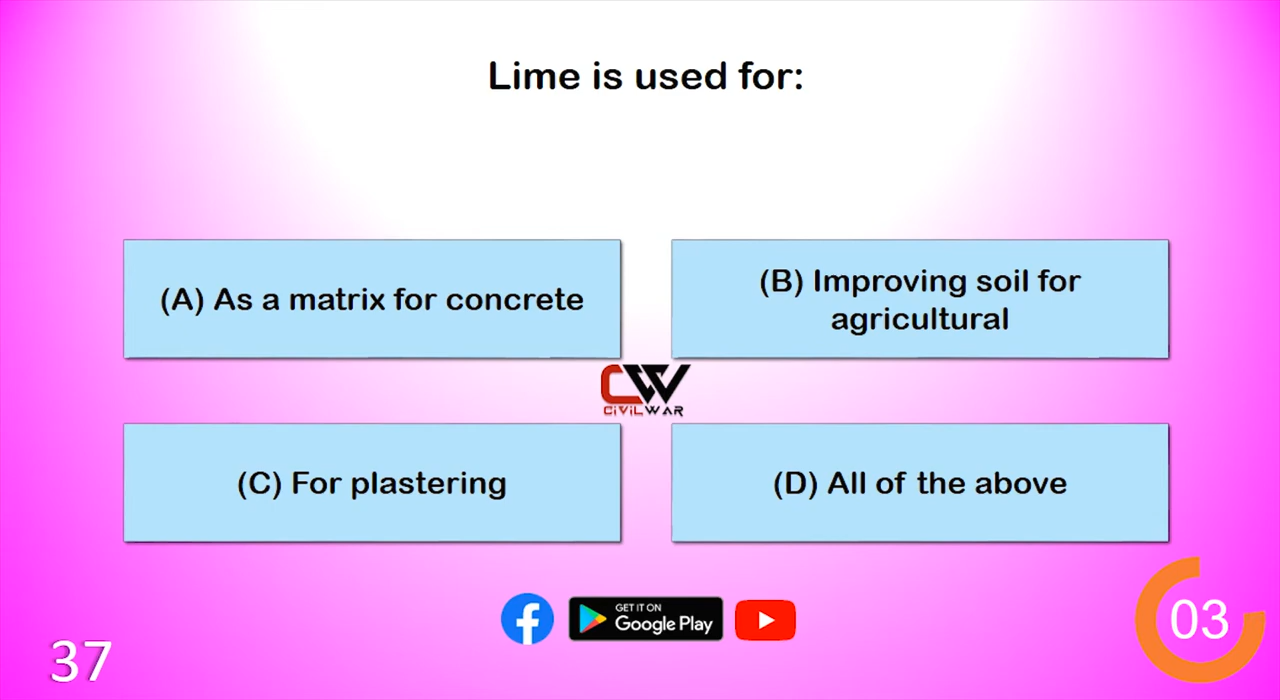 Lime is used for:
(A) As a matrix for concrete
(B) Improving soil for
agricultural
CW
CiViLWAR
(C) For plastering
(D) All of the above
GET IT ON
Google Play
03
37